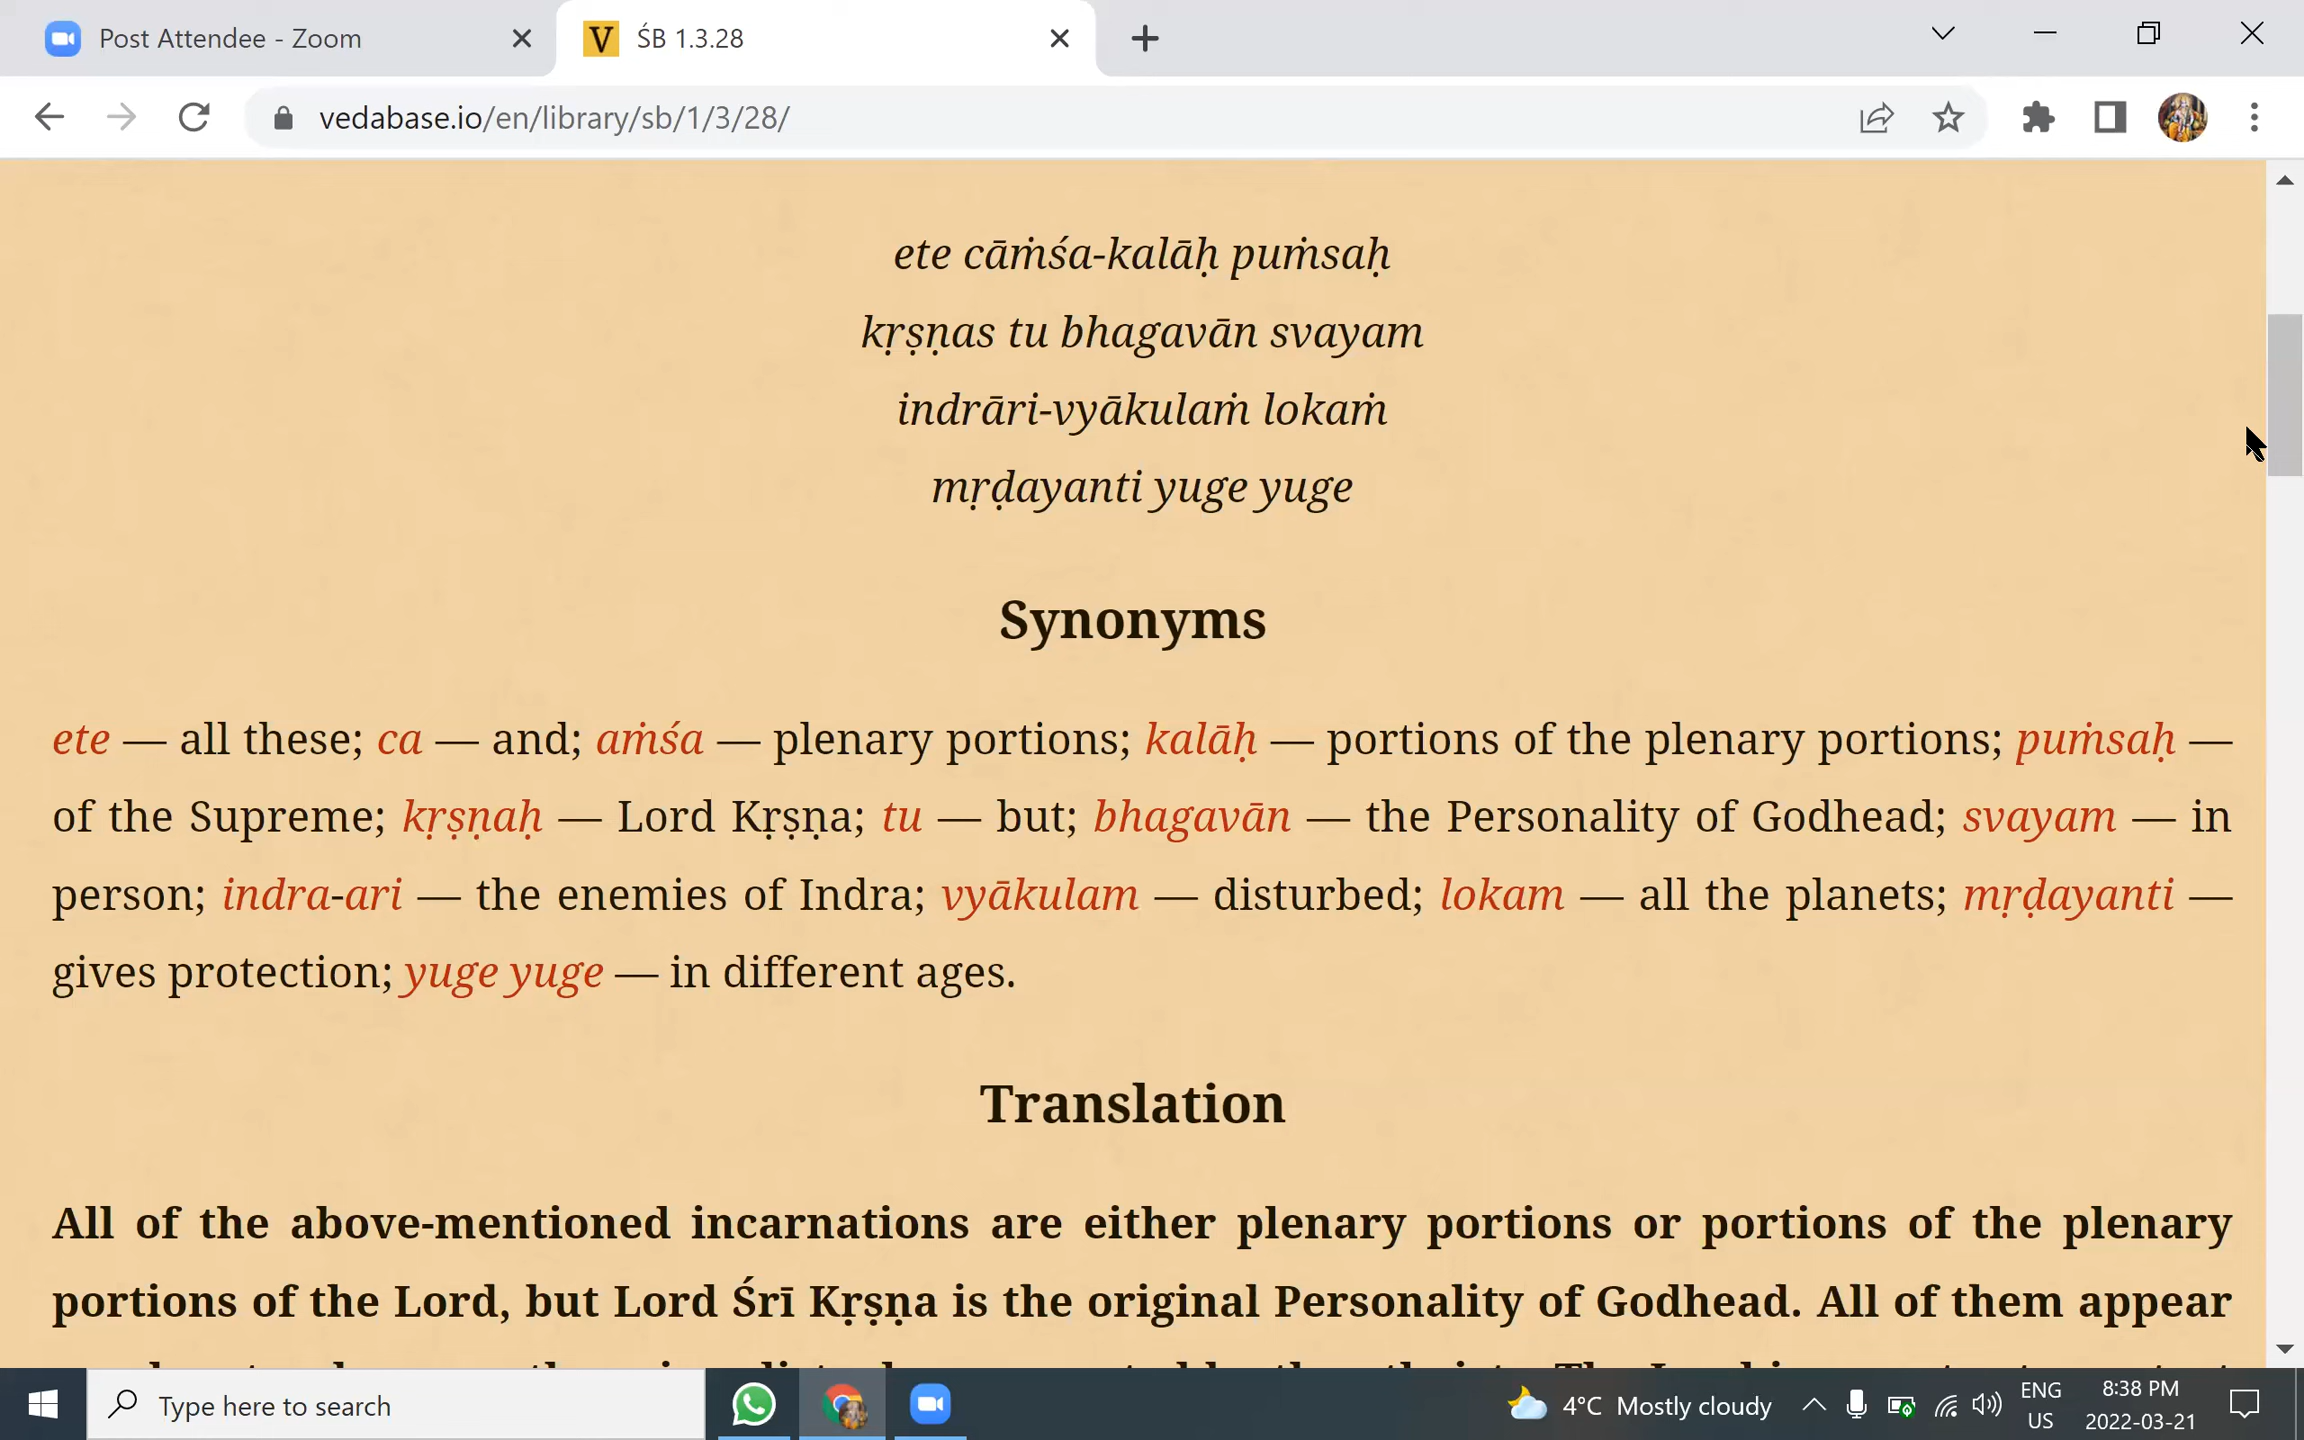 Post Attendee - Zoom
V ŚB 1.3.28
vedabase.io/en/library/sb/1/3/28/
ete cāṁśa-kalāḥ puṁsaḥ
kṛṣṇas tu bhagavān svayam
indrāri-vyākulaṁ lokaṁ
mṛḍayanti yuge yuge
Synonyms
ete — all these; ca — and; aṁśa — plenary portions; kalāḥ — portions of the plenary portions; puṁsaḥ —
of the Supreme; kṛṣṇaḥ — Lord Kṛṣṇa; tu — but; bhagavān — the Personality of Godhead; svayam — in
person; indra-ari — the enemies of Indra; vyākulam — disturbed; lokam — all the planets; mṛḍayanti —
gives protection; yuge yuge — in different ages.
Translation
All of the above-mentioned incarnations are either plenary portions or portions of the plenary
portions of the Lord, but Lord Śrī Kṛṣṇa is the original Personality of Godhead. All of them appear
Type here to search
4°C Mostly cloudy
ENG
US
8:38 PM
2022-03-21